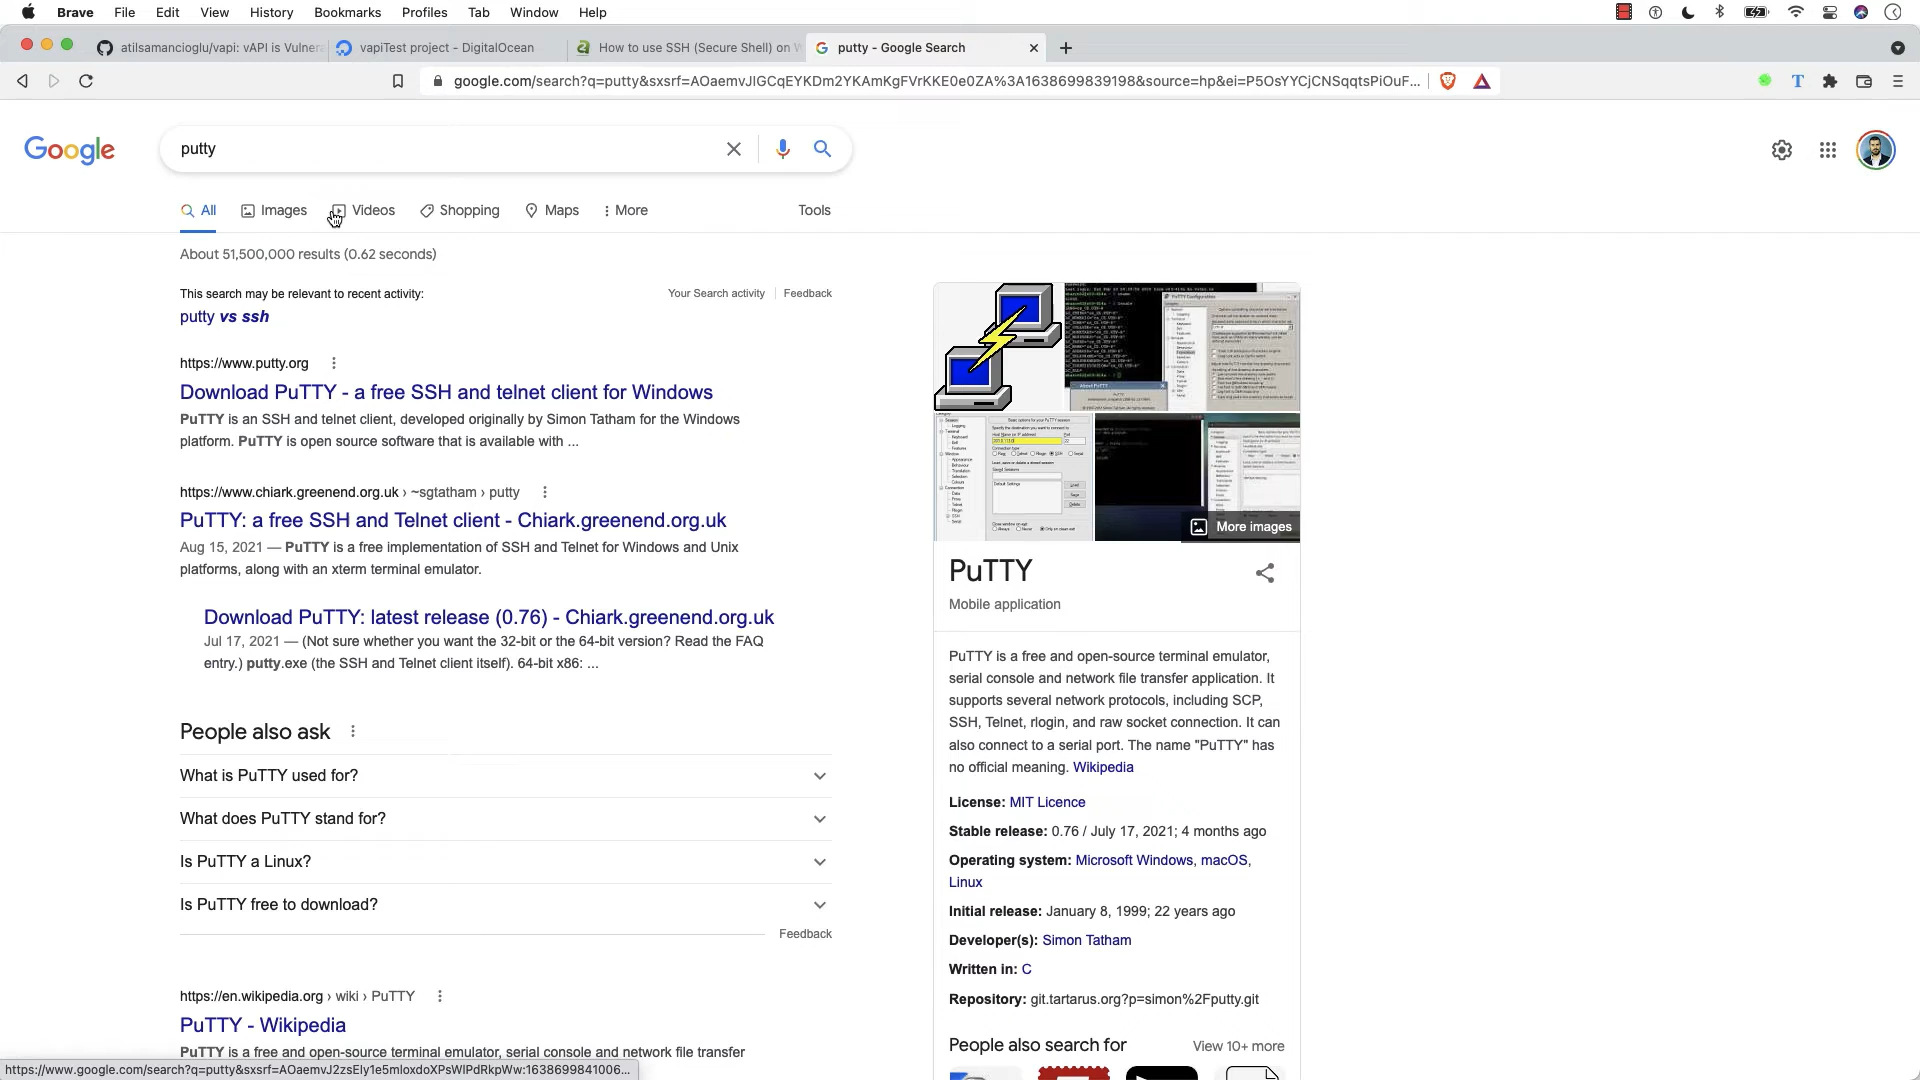 Brave File Edit View History Bookmarks Profiles Tab Window Help
atilsamancioglu/vapi: vAPI is Vulnera vapiTest project - DigitalOcean How to use SSH (Secure Shell) on W putty - Google Search
google.com/search?q=putty&sxsrf=AOaemvJIGCqEYKDm2YKAmKgFVrKKE0e0ZA%3A1638699839198&source=hp&ei=P5OsYYCjCNSqqtsPiOuF...
Google putty
All Images Videos Shopping Maps More Tools
About 51,500,000 results (0.62 seconds)
This search may be relevant to recent activity: Your Search activity Feedback
putty vs ssh
https://www.putty.org
Download PuTTY - a free SSH and telnet client for Windows
PuTTY is an SSH and telnet client, developed originally by Simon Tatham for the Windows
platform. PuTTY is open source software that is available with ...
https://www.chiark.greenend.org.uk › ~sgtatham › putty
PuTTY: a free SSH and Telnet client - Chiark.greenend.org.uk
Aug 15, 2021 — PuTTY is a free implementation of SSH and Telnet for Windows and Unix
platforms, along with an xterm terminal emulator.
Download PuTTY: latest release (0.76) - Chiark.greenend.org.uk
Jul 17, 2021 — (Not sure whether you want the 32-bit or the 64-bit version? Read the FAQ
entry.) putty.exe (the SSH and Telnet client itself). 64-bit x86: ...
People also ask
What is PuTTY used for?
What does PuTTY stand for?
Is PuTTY a Linux?
Is PuTTY free to download?
Feedback
https://en.wikipedia.org › wiki › PuTTY
PuTTY - Wikipedia
PuTTY is a free and open-source terminal emulator, serial console and network file transfer
https://www.google.com/search?q=putty&sxsrf=AOaemvJ2zsEly1e5mloxdoXPsWlPdRkpWw:1638699841006...
More images
PuTTY
Mobile application
PuTTY is a free and open-source terminal emulator,
serial console and network file transfer application. It
supports several network protocols, including SCP,
SSH, Telnet, rlogin, and raw socket connection. It can
also connect to a serial port. The name "PuTTY" has
no official meaning. Wikipedia
License: MIT Licence
Stable release: 0.76 / July 17, 2021; 4 months ago
Operating system: Microsoft Windows, macOS,
Linux
Initial release: January 8, 1999; 22 years ago
Developer(s): Simon Tatham
Written in: C
Repository: git.tartarus.org?p=simon%2Fputty.git
People also search for View 10+ more